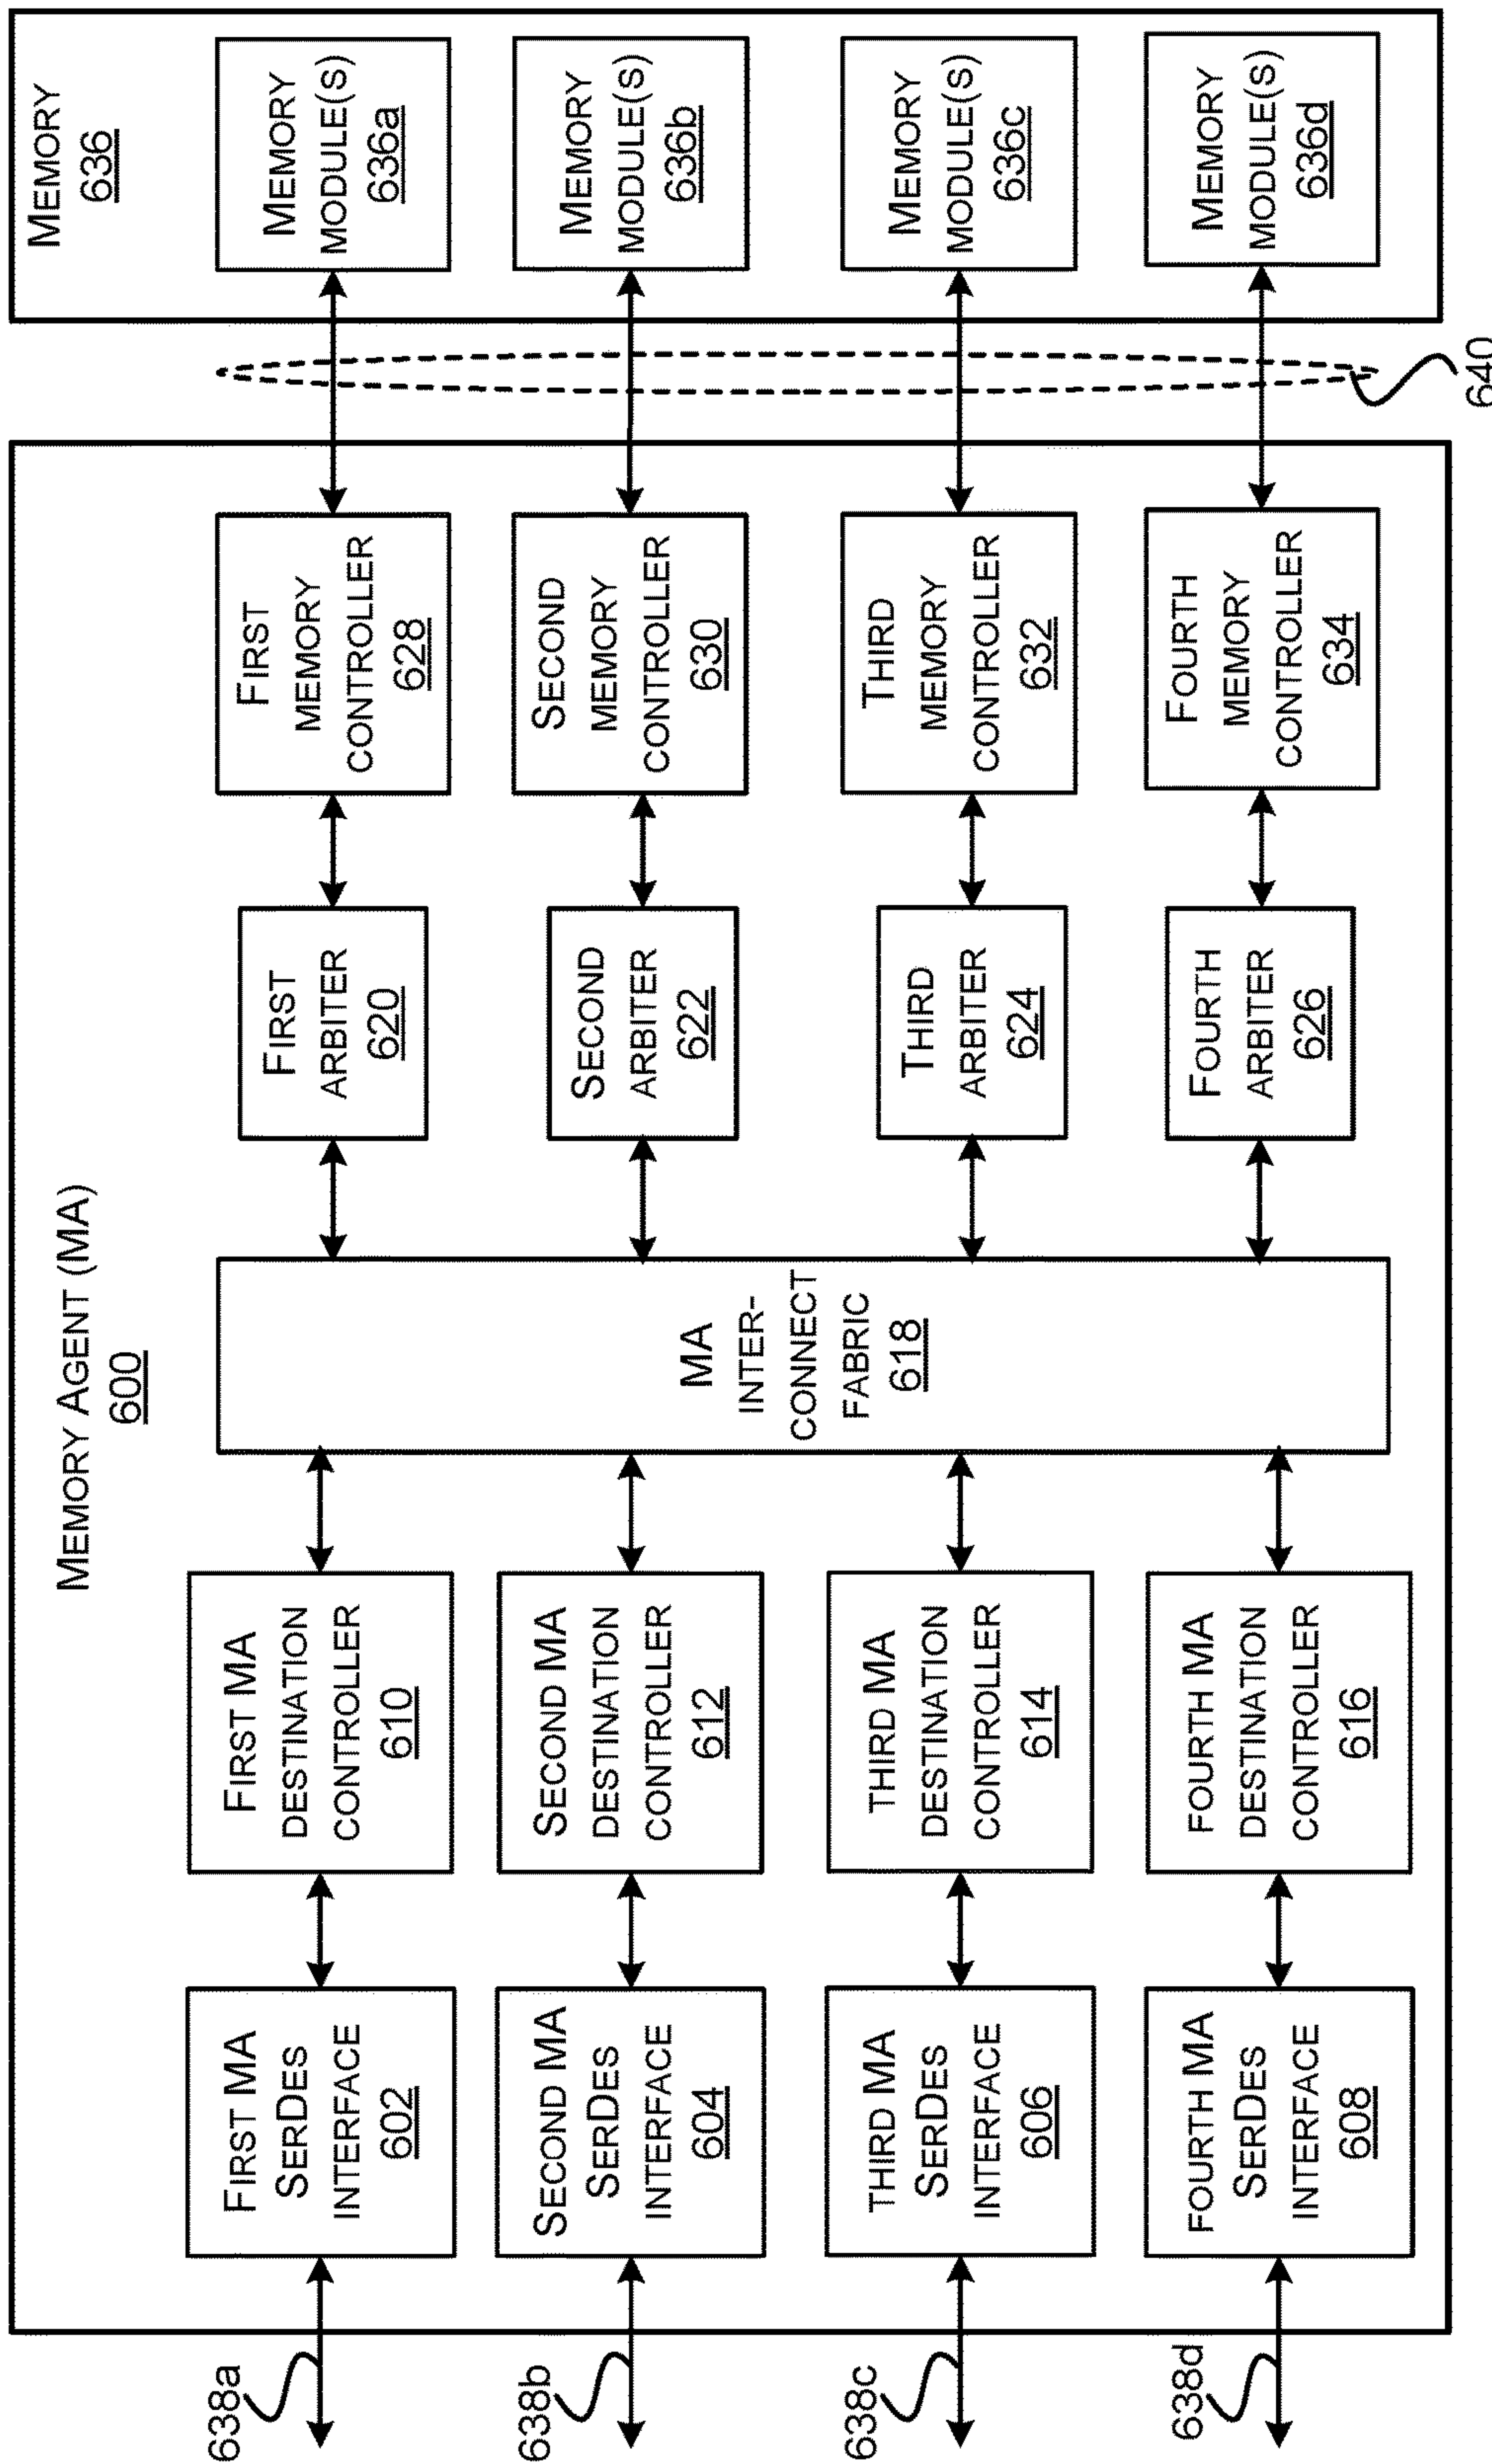 MEMORY AGENT (MA)
600
638a
FIRST MA
SERDES
INTERFACE
602
FIRST MA
DESTINATION
CONTROLLER
610
638b
SECOND MA
SERDES
INTERFACE
604
SECOND MA
DESTINATION
CONTROLLER
612
638c
THIRD MA
SERDES
INTERFACE
606
THIRD MA
DESTINATION
CONTROLLER
614
638d
FOURTH MA
SERDES
INTERFACE
608
FOURTH MA
DESTINATION
CONTROLLER
616
MA
INTER-
CONNECT
FABRIC
618
FIRST
ARBITER
620
FIRST
MEMORY
CONTROLLER
628
SECOND
ARBITER
622
SECOND
MEMORY
CONTROLLER
630
THIRD
ARBITER
624
THIRD
MEMORY
CONTROLLER
632
FOURTH
ARBITER
626
FOURTH
MEMORY
CONTROLLER
634
640
MEMORY
636
MEMORY
MODULE(S)
636a
MEMORY
MODULE(S)
636b
MEMORY
MODULE(S)
636c
MEMORY
MODULE(S)
636d